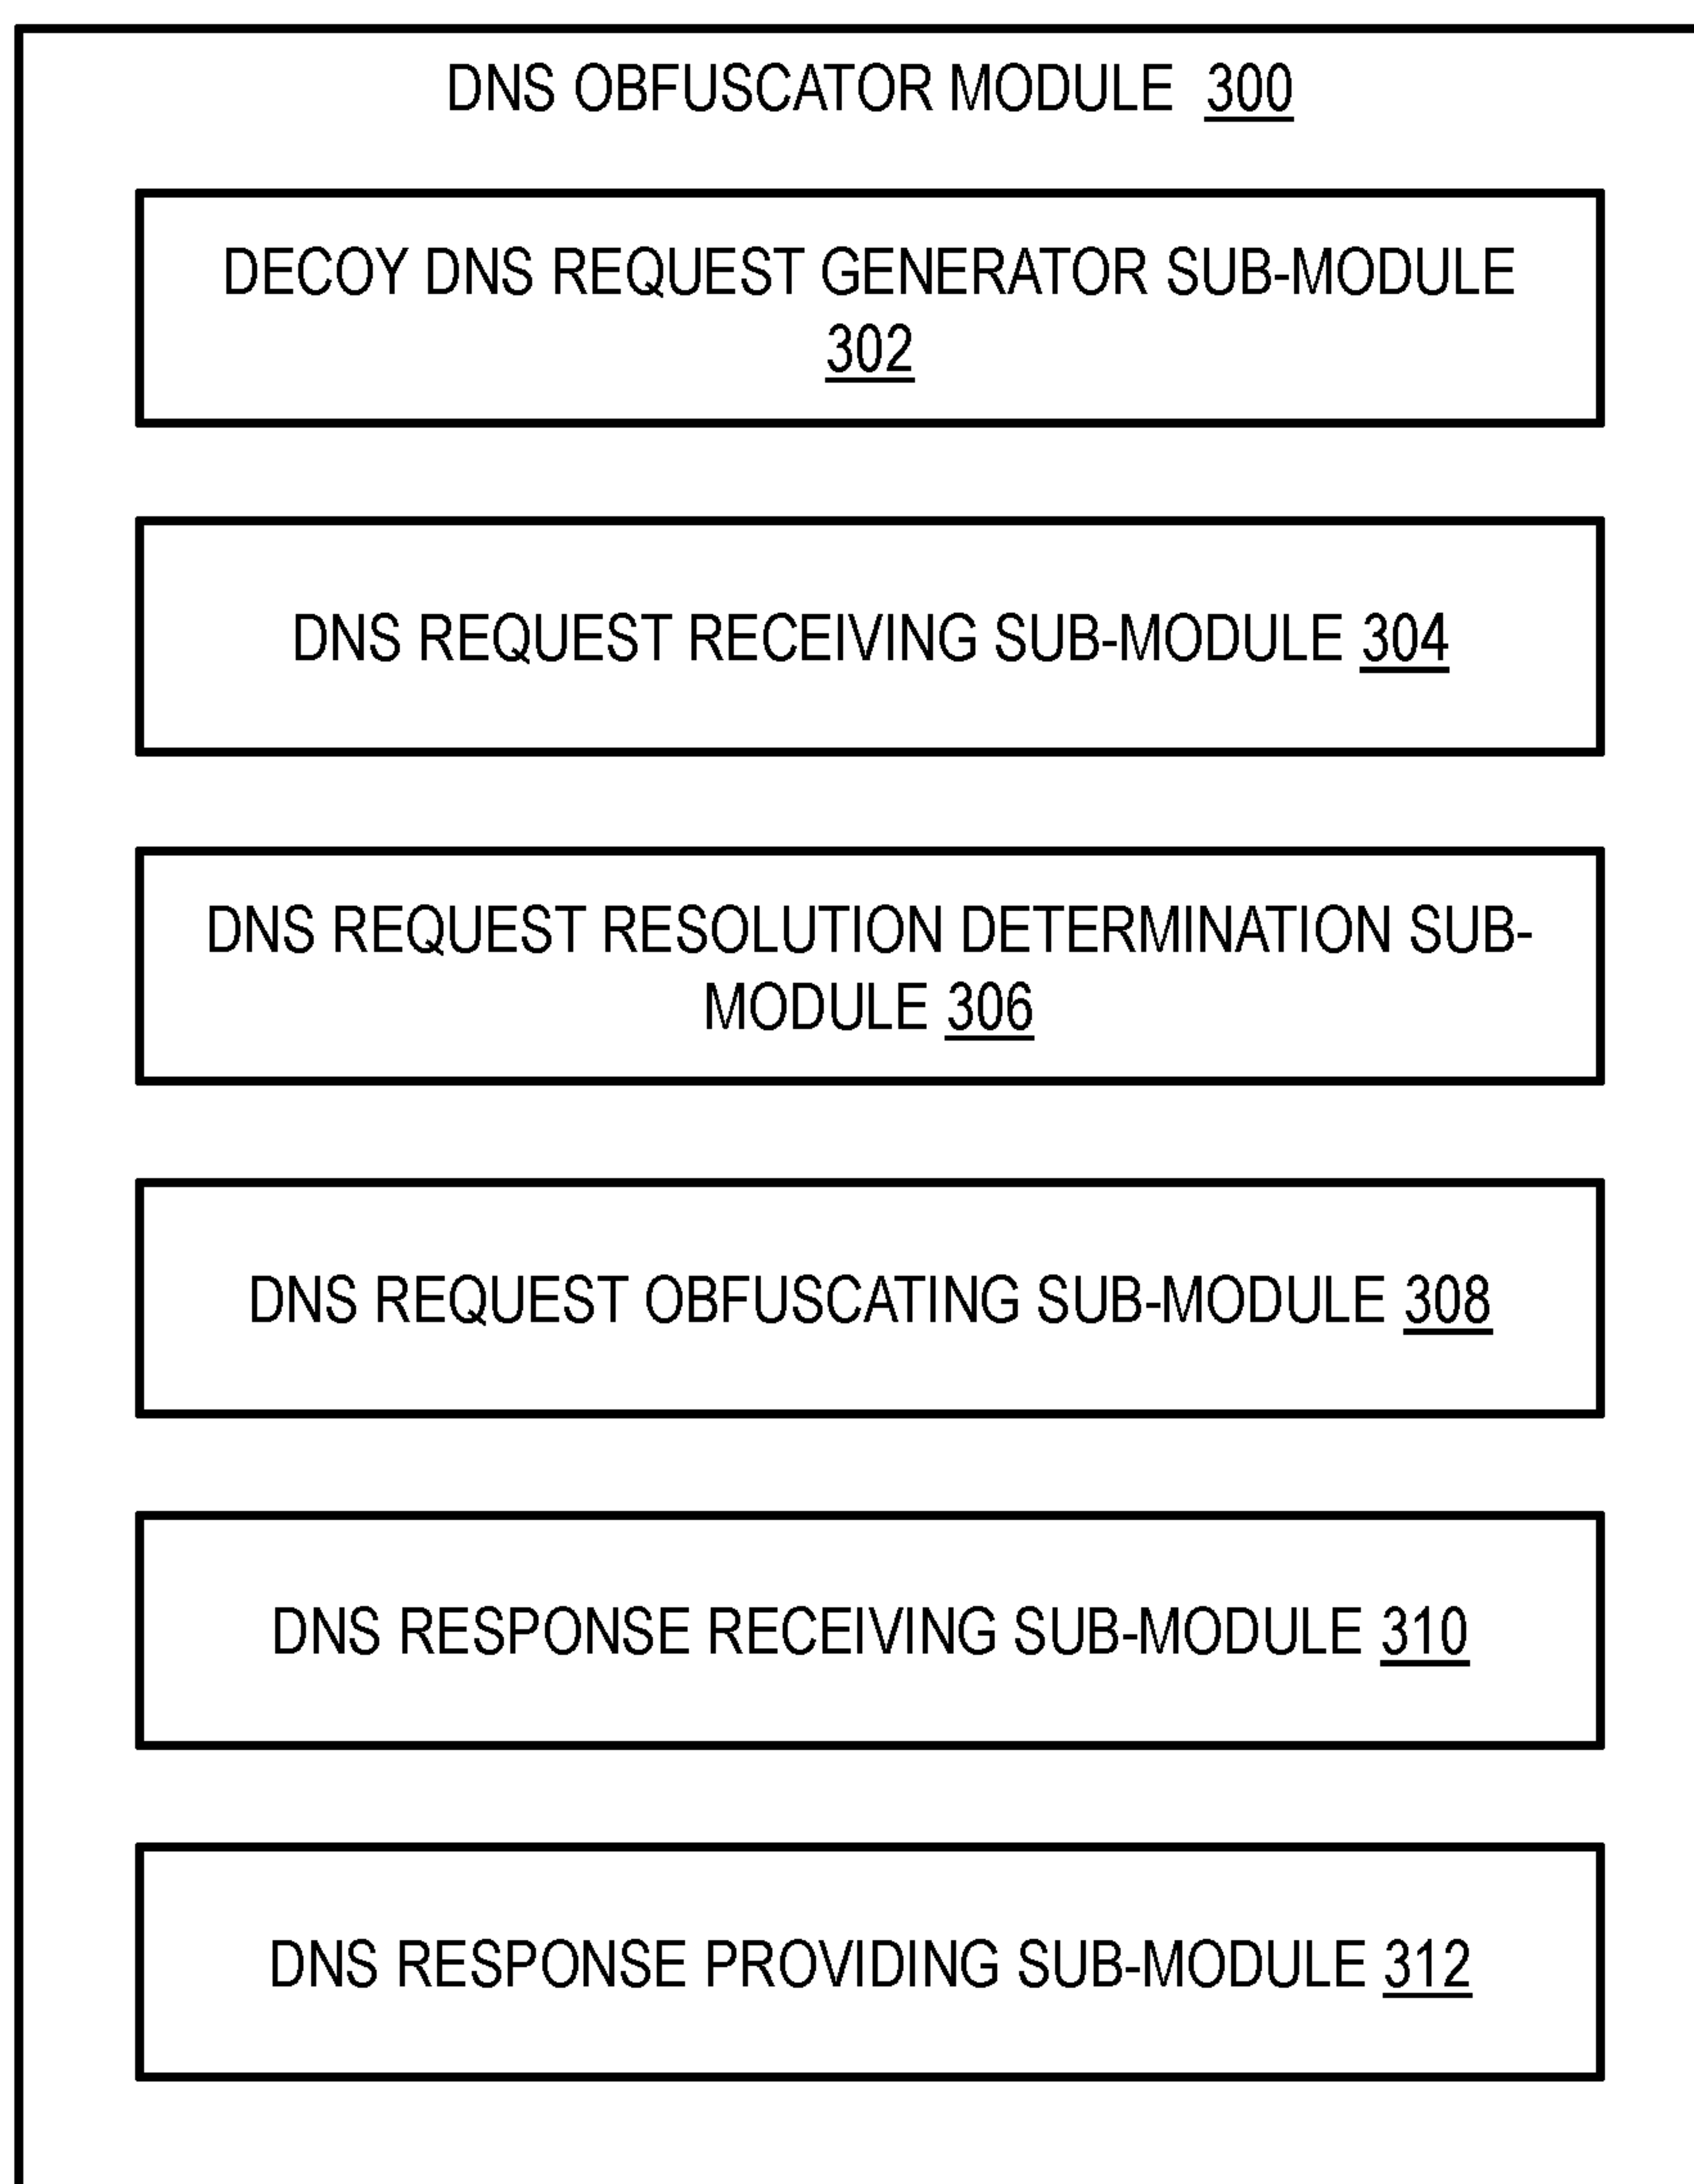 DNS OBFUSCATOR MODULE 300
DECOY DNS REQUEST GENERATOR SUB-MODULE
302
DNS REQUEST RECEIVING SUB-MODULE 304
DNS REQUEST RESOLUTION DETERMINATION SUB-
MODULE 306
DNS REQUEST OBFUSCATING SUB-MODULE 308
DNS RESPONSE RECEIVING SUB-MODULE 310
DNS RESPONSE PROVIDING SUB-MODULE 312